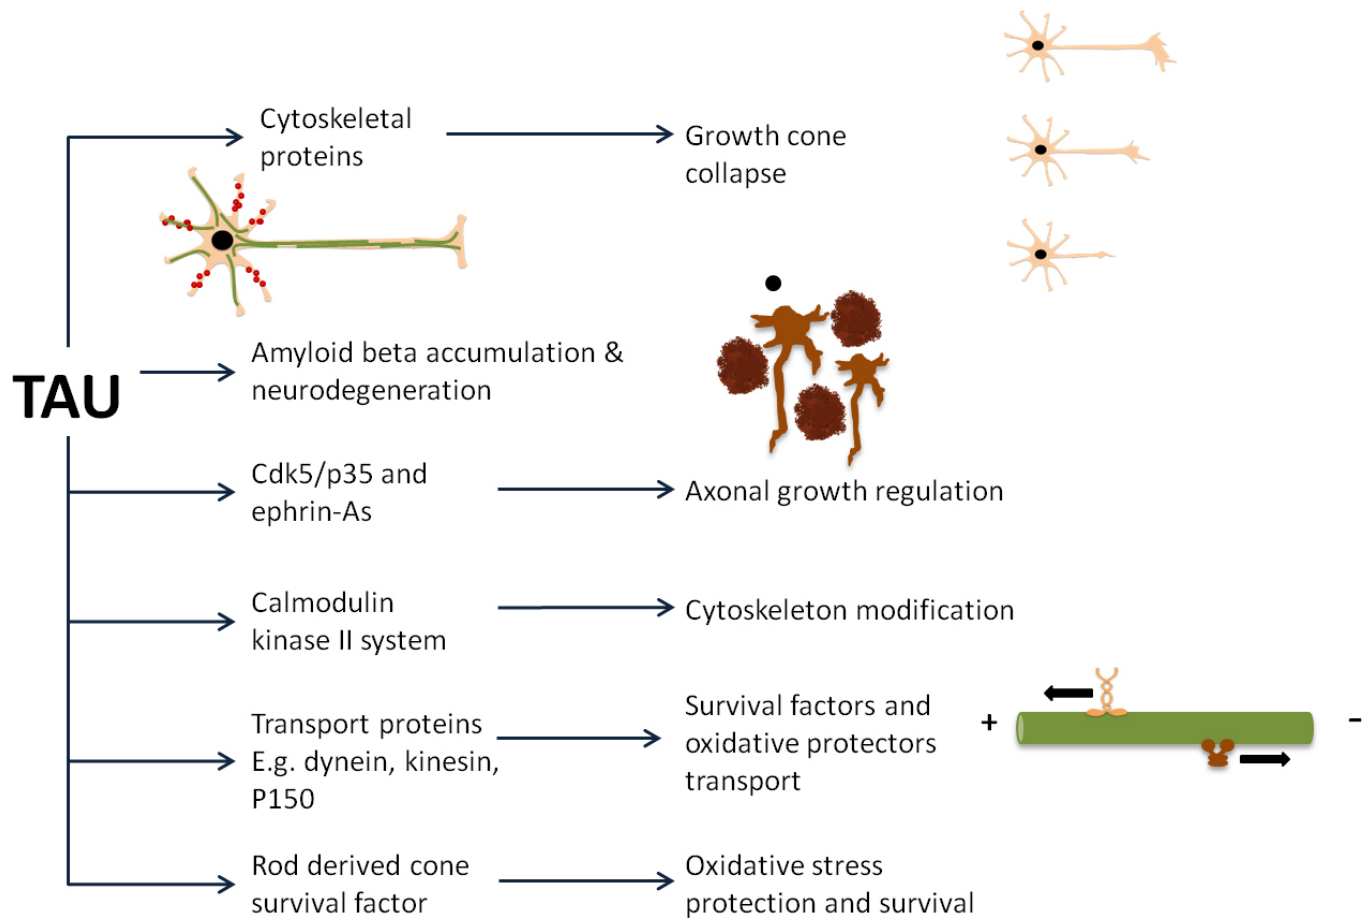 Cytoskeletal
proteins
Growth cone
collapse
Amyloid beta accumulation &
neurodegeneration
TAU
Cdk5/p35 and
ephrin-As
Axonal growth regulation
Calmodulin
kinase II system
Cytoskeleton modification
Transport proteins
E.g. dynein, kinesin,
P150
Survival factors and
oxidative protectors
transport
+
-
Rod derived cone
survival factor
Oxidative stress
protection and survival